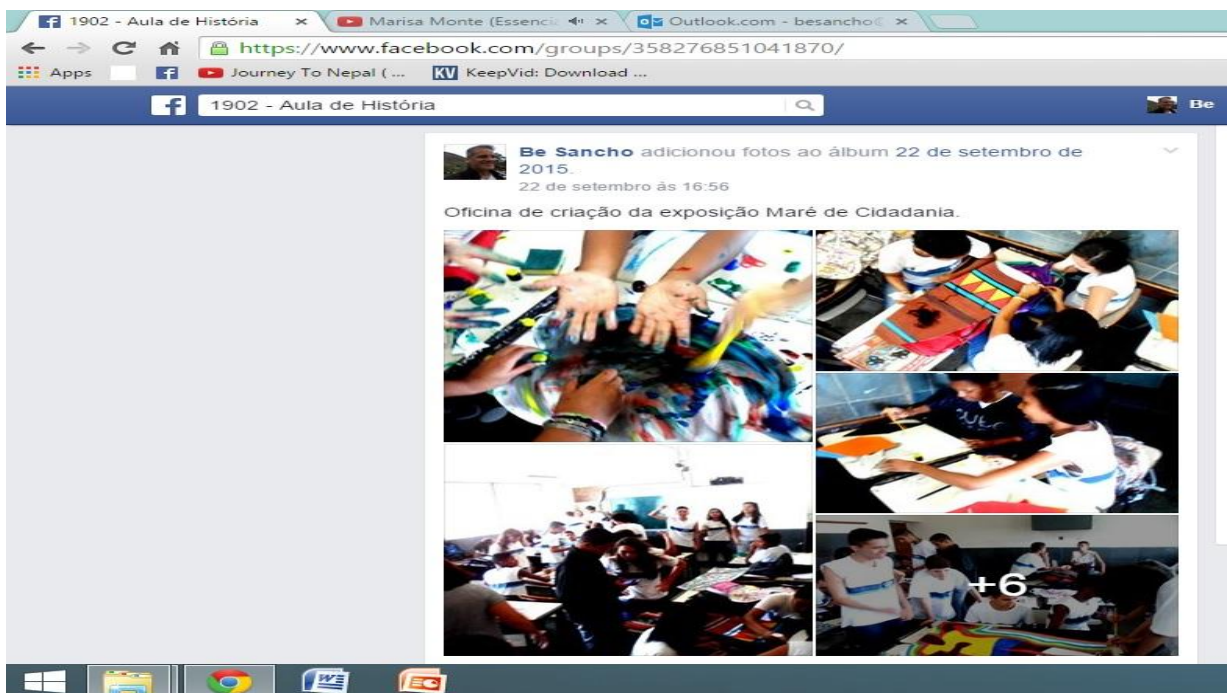 1902 - Aula de História
Marisa Monte (Essenci
Outlook.com - besancho
https://www.facebook.com/groups/358276851041870/
Apps
Journey To Nepal ( ...
KV KeepVid: Download ...
1902 - Aula de História
Be
Be Sancho adicionou fotos ao álbum 22 de setembro de
2015.
22 de setembro às 16:56
Oficina de criação da exposição Maré de Cidadania.
+6